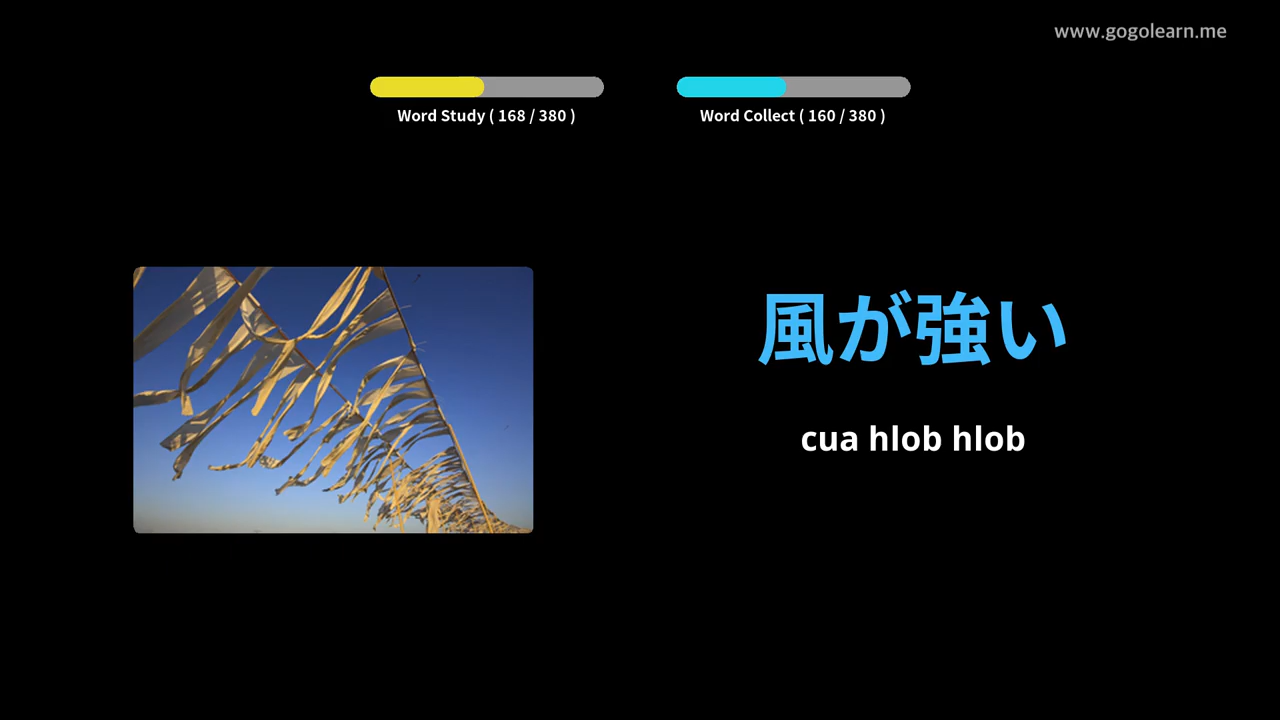 www.gogolearn.me
Word Study ( 168 / 380 )
Word Collect ( 160 / 380 )
風が強い
cua hlob hlob